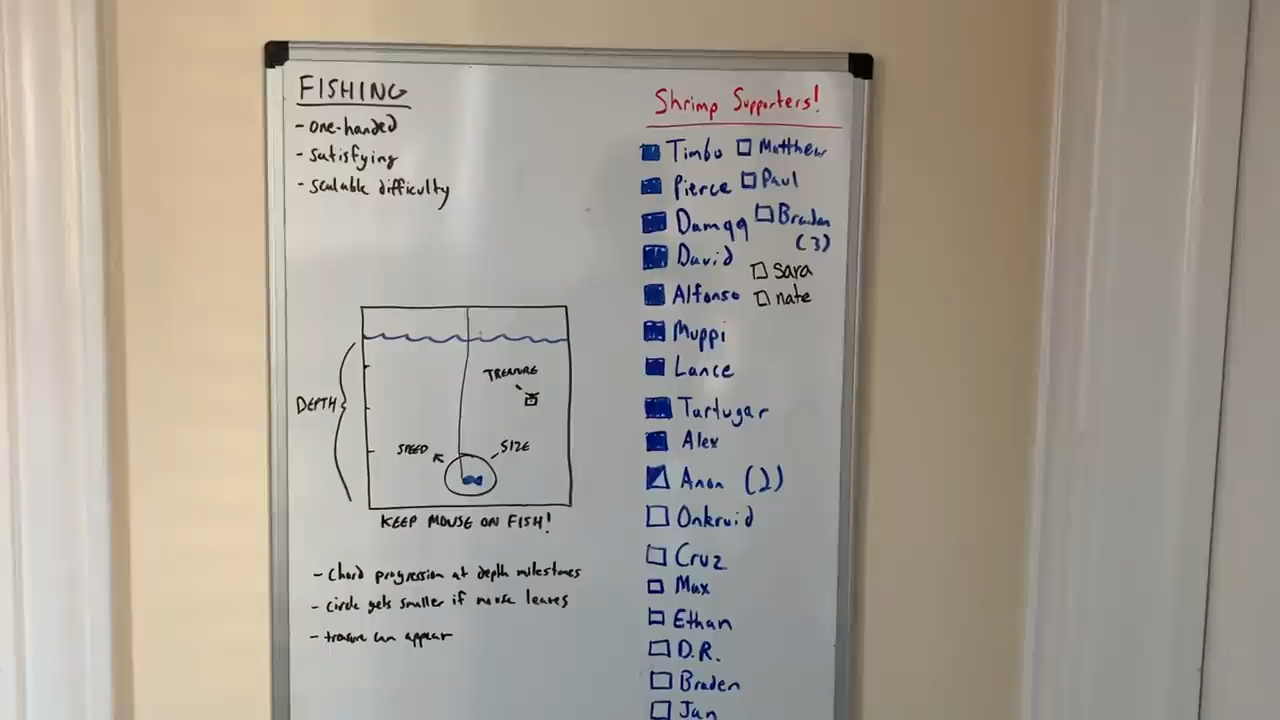 FISHING
- one-handed
- satisfying
- scalable difficulty
DEPTH
TREASURE
SPEED
SIZE
KEEP MOUSE ON FISH!
- Chord progression at depth milestones
- circle gets smaller if mouse leaves
- treasure can appear
Shrimp Supporters!
Timbo
Pierce
Damqq
David
Alfonso
Muppi
Lance
Tartugar
Alex
Anon (2)
Onkruid
Cruz
Max
Ethan
D.R.
Braden
Jan
Matthew
Paul
Braden
(3)
Sara
nate